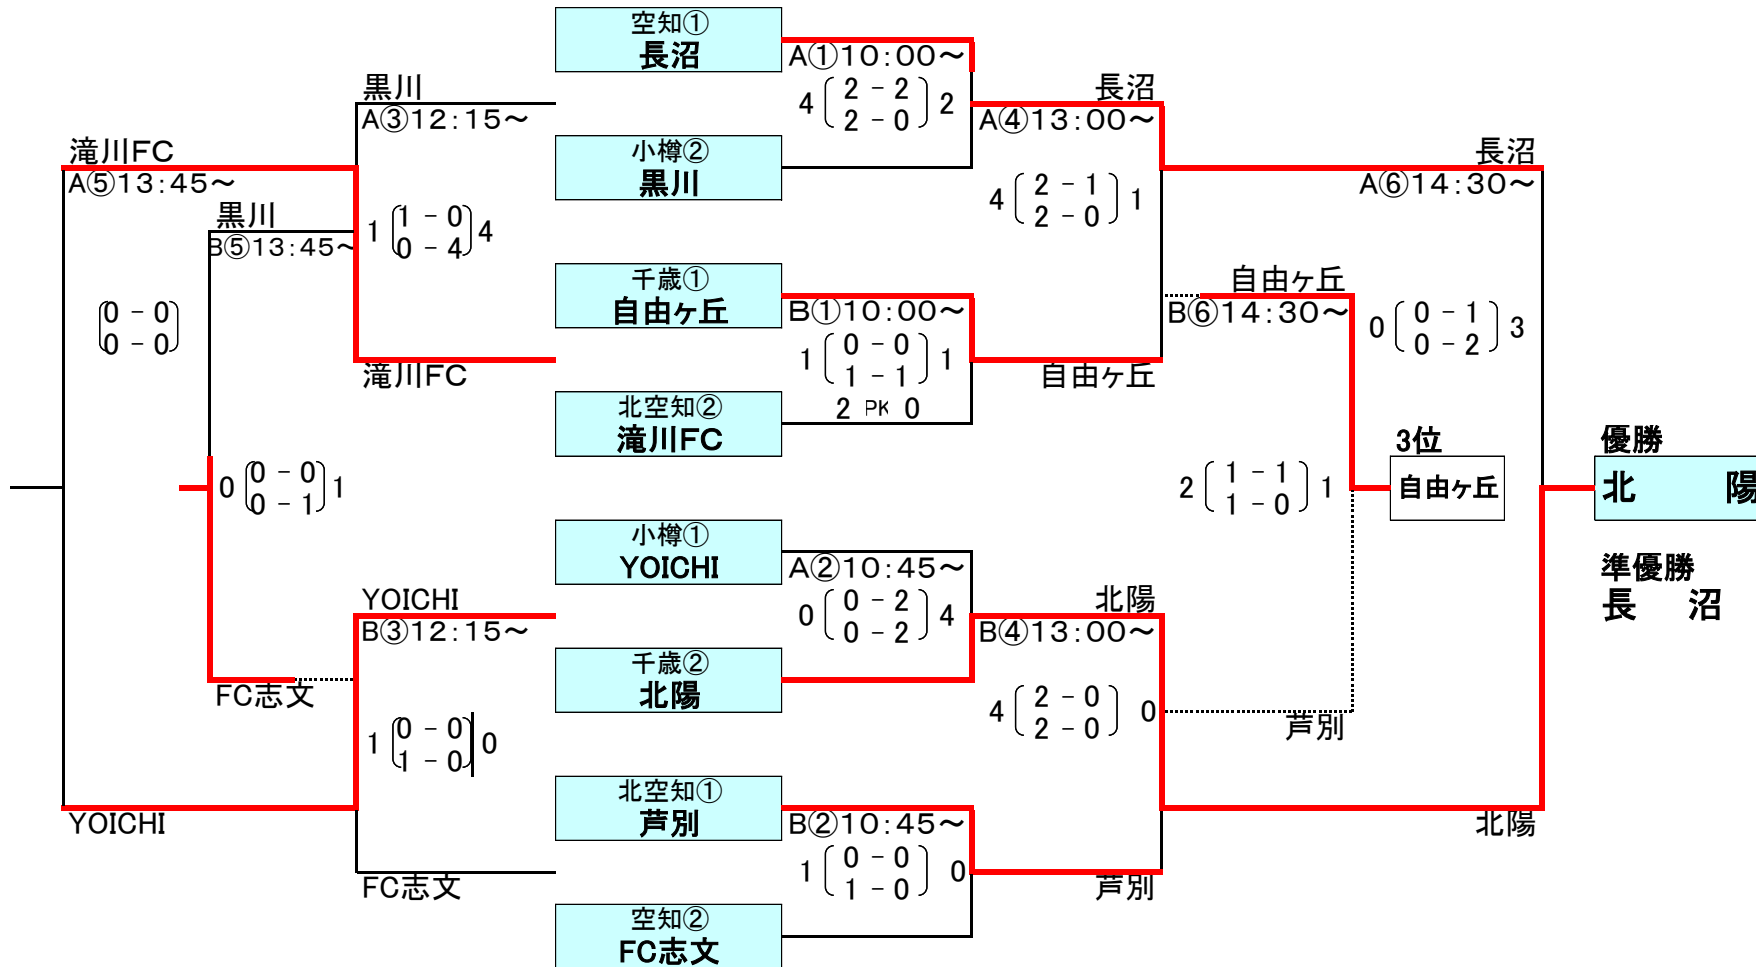 空知①
長沼
A①10:00～
4 2 - 2 2
2 - 0
小樽②
黒川
千歳①
自由ヶ丘
B①10:00～
1 0 - 0 1
1 - 1
2 PK 0
北空知②
滝川FC
小樽①
YOICHI
A②10:45～
0 0 - 2 4
0 - 2
千歳②
北陽
北空知①
芦別
B②10:45～
1 0 - 0 0
1 - 0
空知②
FC志文
黒川
A③12:15～
1 1 - 0 4
0 - 4
滝川FC
YOICHI
B③12:15～
1 0 - 0 0
1 - 0
FC志文
滝川FC
A⑤13:45～
0 - 0
0 - 0
YOICHI
黒川
B⑤13:45～
0 0 - 0 1
0 - 1
FC志文
長沼
A④13:00～
4 2 - 1 1
2 - 0
自由ヶ丘
北陽
B④13:00～
4 2 - 0 0
2 - 0
芦別
長沼
A⑥14:30～
0 0 - 1 3
0 - 2
北陽
自由ヶ丘
B⑥14:30～
2 1 - 1 1
1 - 0
芦別
3位
自由ヶ丘
優勝
北 陽
準優勝
長 沼